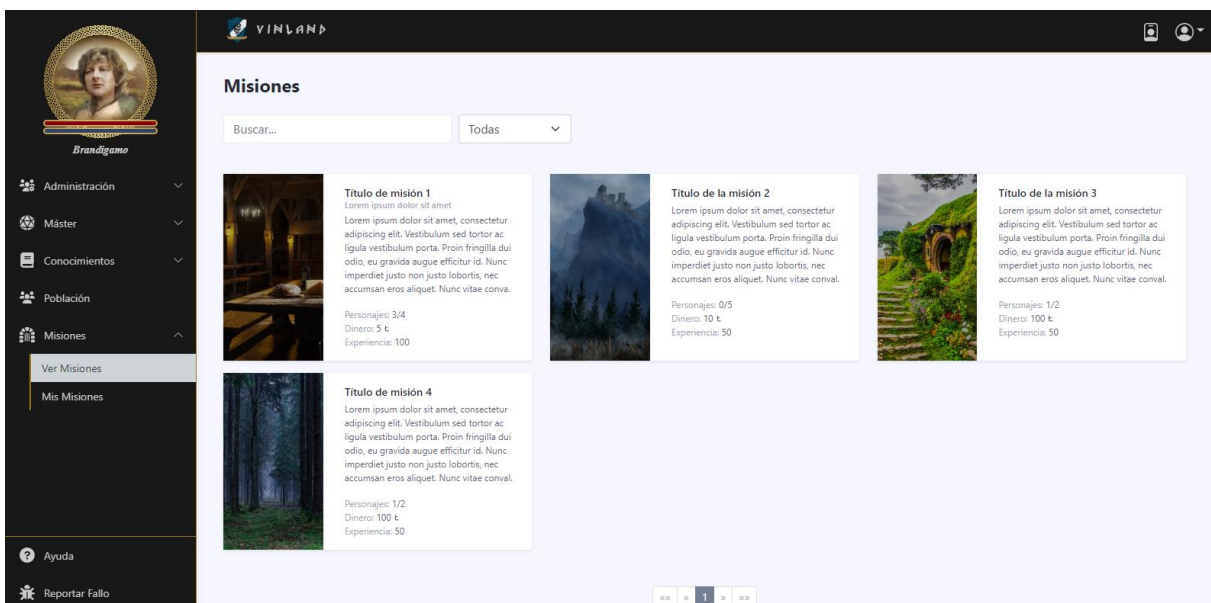 VINLAND
Brandigamo
Administración
Máster
Conocimientos
Población
Misiones
Ver Misiones
Mis Misiones
Ayuda
Reportar Fallo
Misiones
Buscar...
Todas
Título de misión 1
Lorem ipsum dolor sit amet
Lorem ipsum dolor sit amet, consectetur
adipiscing elit. Vestibulum sed tortor ac
ligula vestibulum porta. Proin fringilla dui
odio, eu gravida augue efficitur id. Nunc
imperdiet justo non justo lobortis, nec
accumsan eros aliquet. Nunc vitae conva.
Personajes: 3/4
Dinero: 5 ŧ
Experiencia: 100
Título de la misión 2
Lorem ipsum dolor sit amet, consectetur
adipiscing elit. Vestibulum sed tortor ac
ligula vestibulum porta. Proin fringilla dui
odio, eu gravida augue efficitur id. Nunc
imperdiet justo non justo lobortis, nec
accumsan eros aliquet. Nunc vitae conval.
Personajes: 0/5
Dinero: 10 ŧ
Experiencia: 50
Título de la misión 3
Lorem ipsum dolor sit amet, consectetur
adipiscing elit. Vestibulum sed tortor ac
ligula vestibulum porta. Proin fringilla dui
odio, eu gravida augue efficitur id. Nunc
imperdiet justo non justo lobortis, nec
accumsan eros aliquet. Nunc vitae conval.
Personajes: 1/2
Dinero: 100 ŧ
Experiencia: 50
Título de misión 4
Lorem ipsum dolor sit amet, consectetur
adipiscing elit. Vestibulum sed tortor ac
ligula vestibulum porta. Proin fringilla dui
odio, eu gravida augue efficitur id. Nunc
imperdiet justo non justo lobortis, nec
accumsan eros aliquet. Nunc vitae conval.
Personajes: 1/2
Dinero: 100 ŧ
Experiencia: 50
«« « 1 » »»